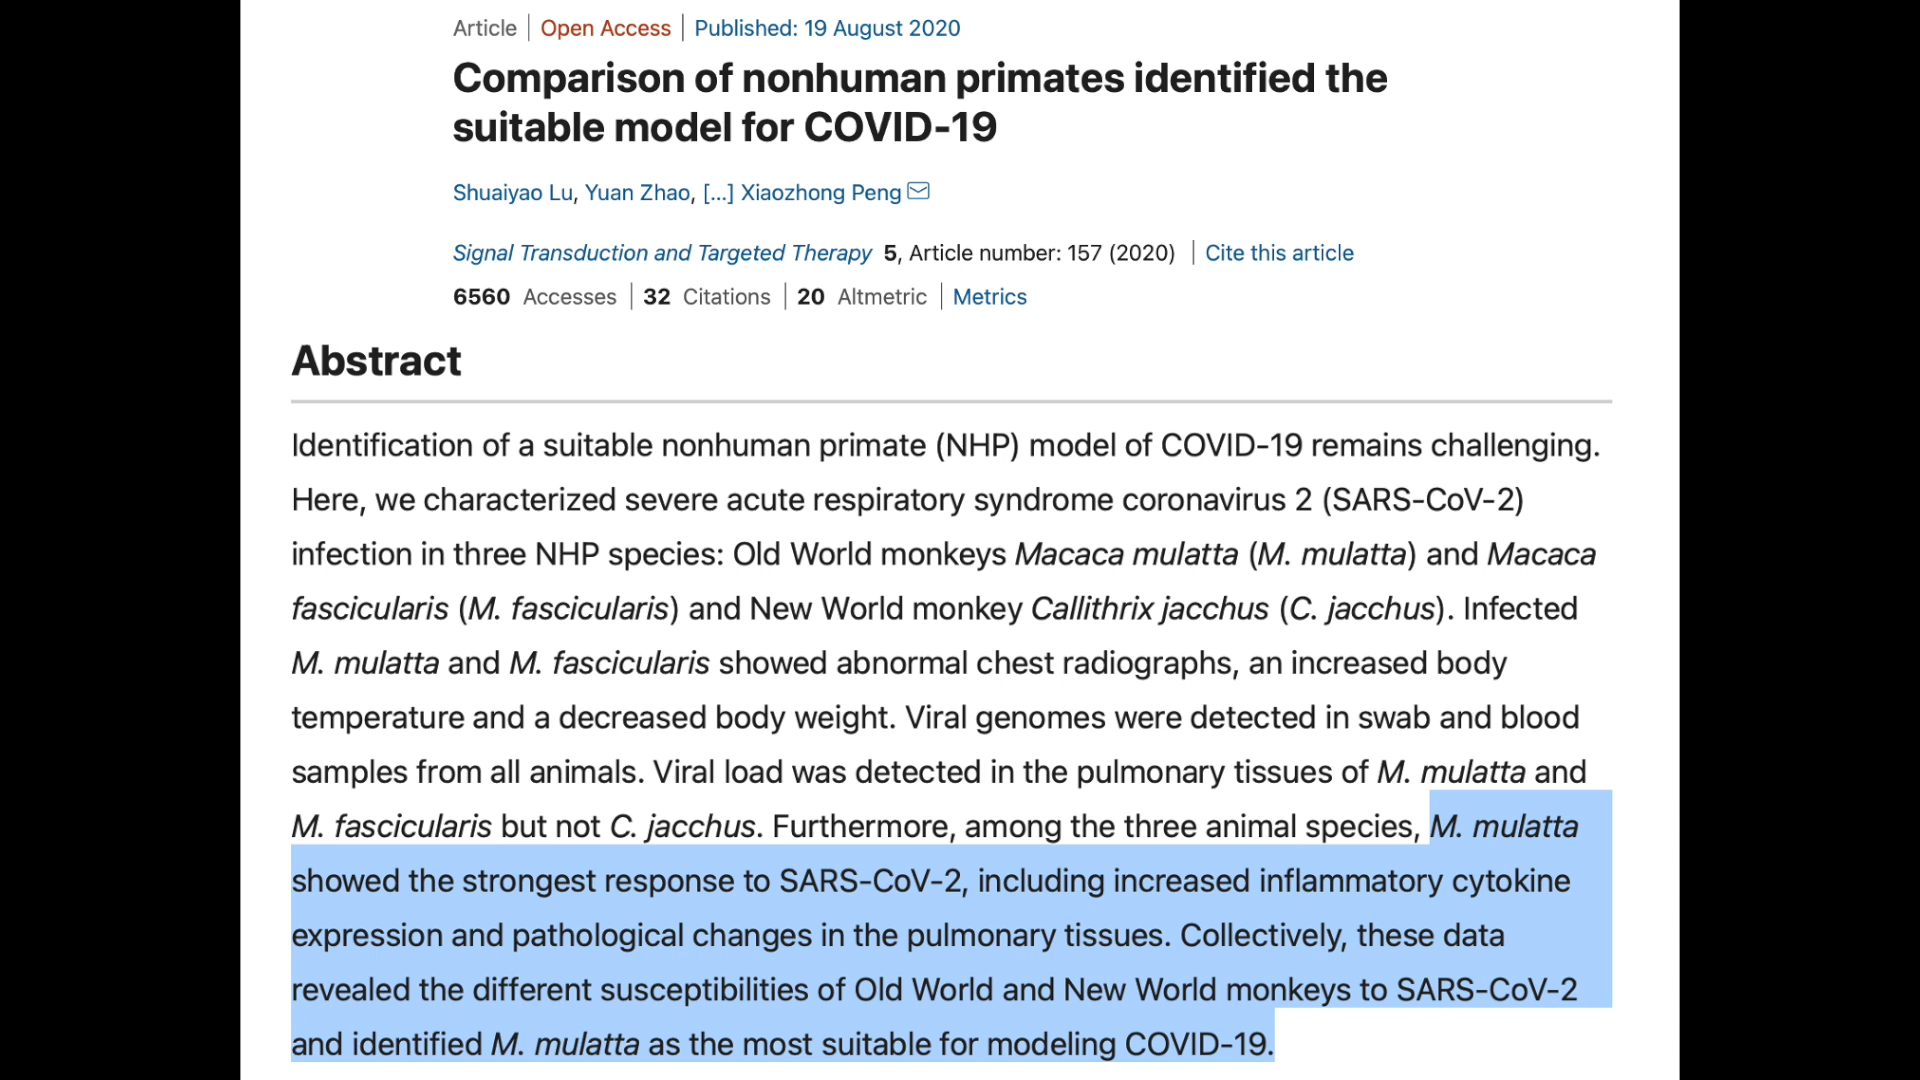 Article | Open Access | Published: 19 August 2020
Comparison of nonhuman primates identified the
suitable model for COVID-19
Shuaiyao Lu, Yuan Zhao, [...] Xiaozhong Peng
Signal Transduction and Targeted Therapy 5, Article number: 157 (2020) | Cite this article
6560 Accesses | 32 Citations | 20 Altmetric | Metrics
Abstract
Identification of a suitable nonhuman primate (NHP) model of COVID-19 remains challenging.
Here, we characterized severe acute respiratory syndrome coronavirus 2 (SARS-CoV-2)
infection in three NHP species: Old World monkeys Macaca mulatta (M. mulatta) and Macaca
fascicularis (M. fascicularis) and New World monkey Callithrix jacchus (C. jacchus). Infected
M. mulatta and M. fascicularis showed abnormal chest radiographs, an increased body
temperature and a decreased body weight. Viral genomes were detected in swab and blood
samples from all animals. Viral load was detected in the pulmonary tissues of M. mulatta and
M. fascicularis but not C. jacchus. Furthermore, among the three animal species, M. mulatta
showed the strongest response to SARS-CoV-2, including increased inflammatory cytokine
expression and pathological changes in the pulmonary tissues. Collectively, these data
revealed the different susceptibilities of Old World and New World monkeys to SARS-CoV-2
and identified M. mulatta as the most suitable for modeling COVID-19.